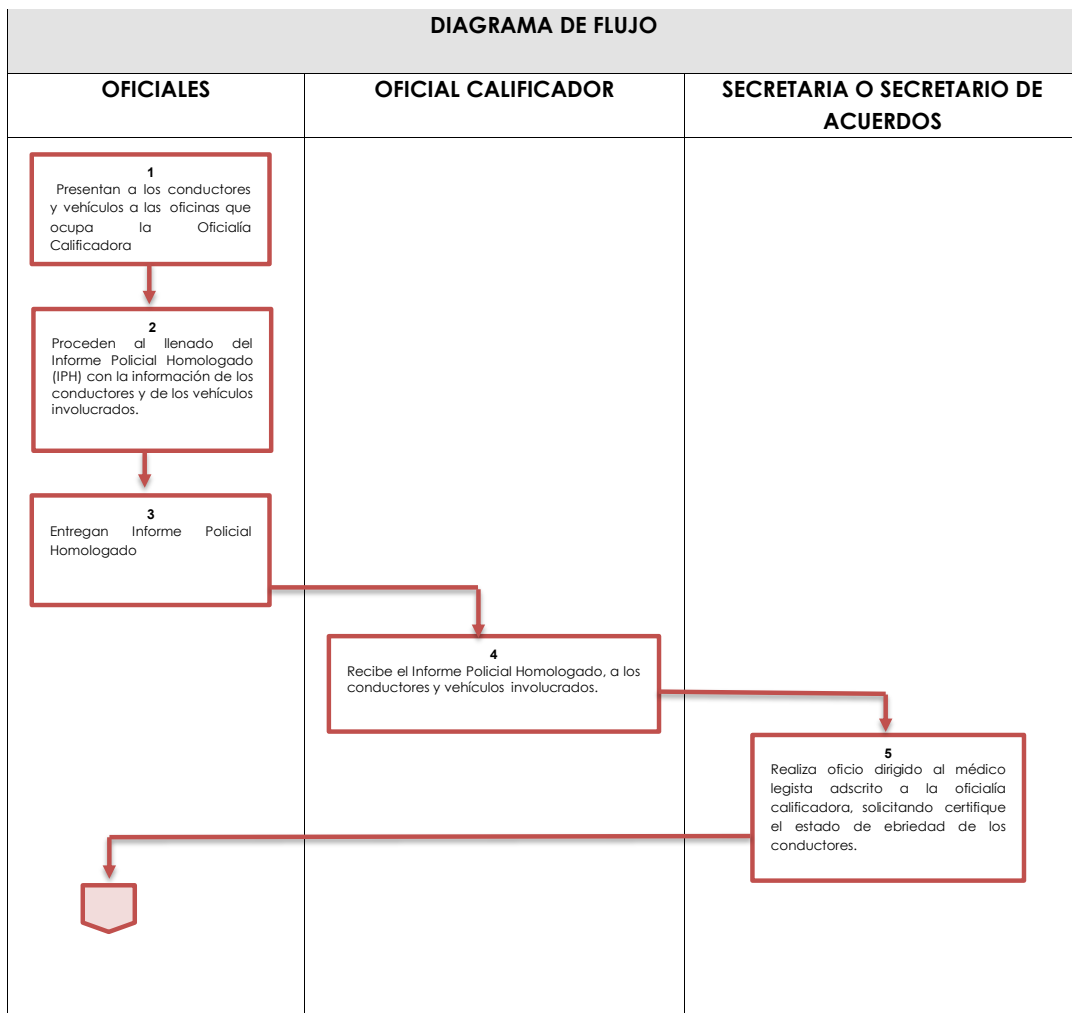 DIAGRAMA DE FLUJO
OFICIALES
OFICIAL CALIFICADOR
SECRETARIA O SECRETARIO DE
ACUERDOS
1
Presentan a los conductores
y vehículos a las oficinas que
ocupa la Oficialía
Calificadora
2
Proceden al llenado del
Informe Policial Homologado
(IPH) con la información de los
conductores y de los vehículos
involucrados.
3
Entregan Informe Policial
Homologado
4
Recibe el Informe Policial Homologado, a los
conductores y vehículos involucrados.
5
Realiza oficio dirigido al médico
legista adscrito a la oficialía
calificadora, solicitando certifique
el estado de ebriedad de los
conductores.